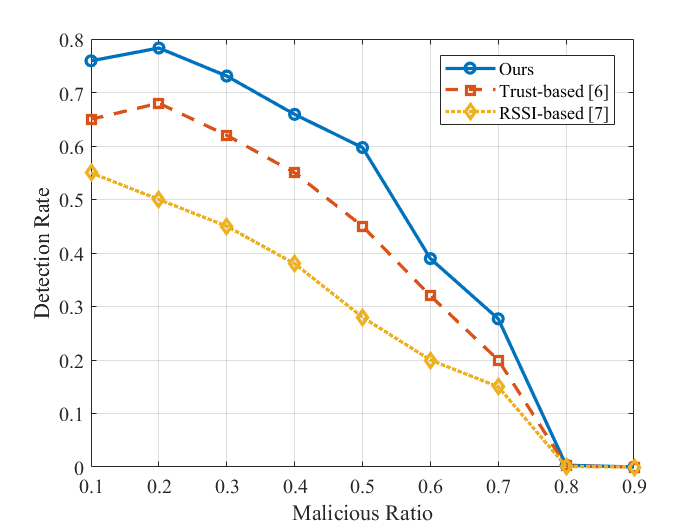 0.8
0.7
0.6
0.5
0.4
0.3
0.2
0.1
0
Detection Rate
Ours
Trust-based [6]
RSSI-based [7]
0.1 0.2 0.3 0.4 0.5 0.6 0.7 0.8 0.9
Malicious Ratio